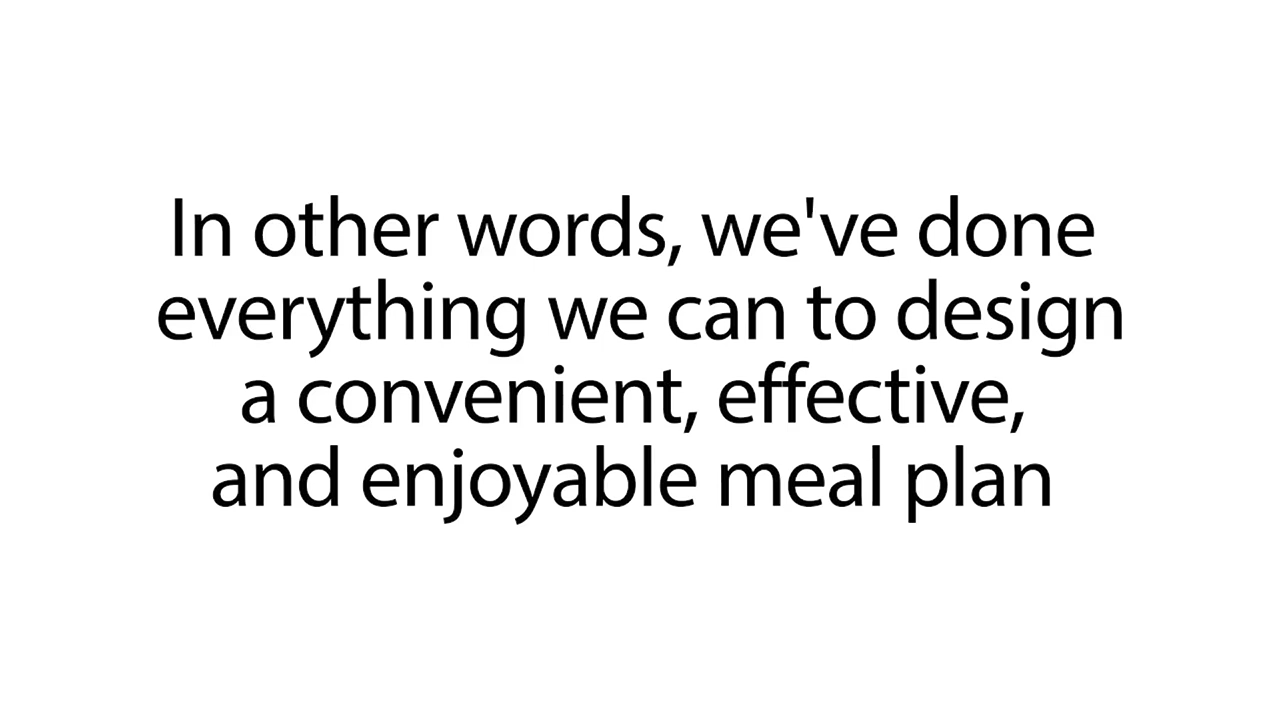 In other words, we've done
everything we can to design
a convenient, effective,
and enjoyable meal plan